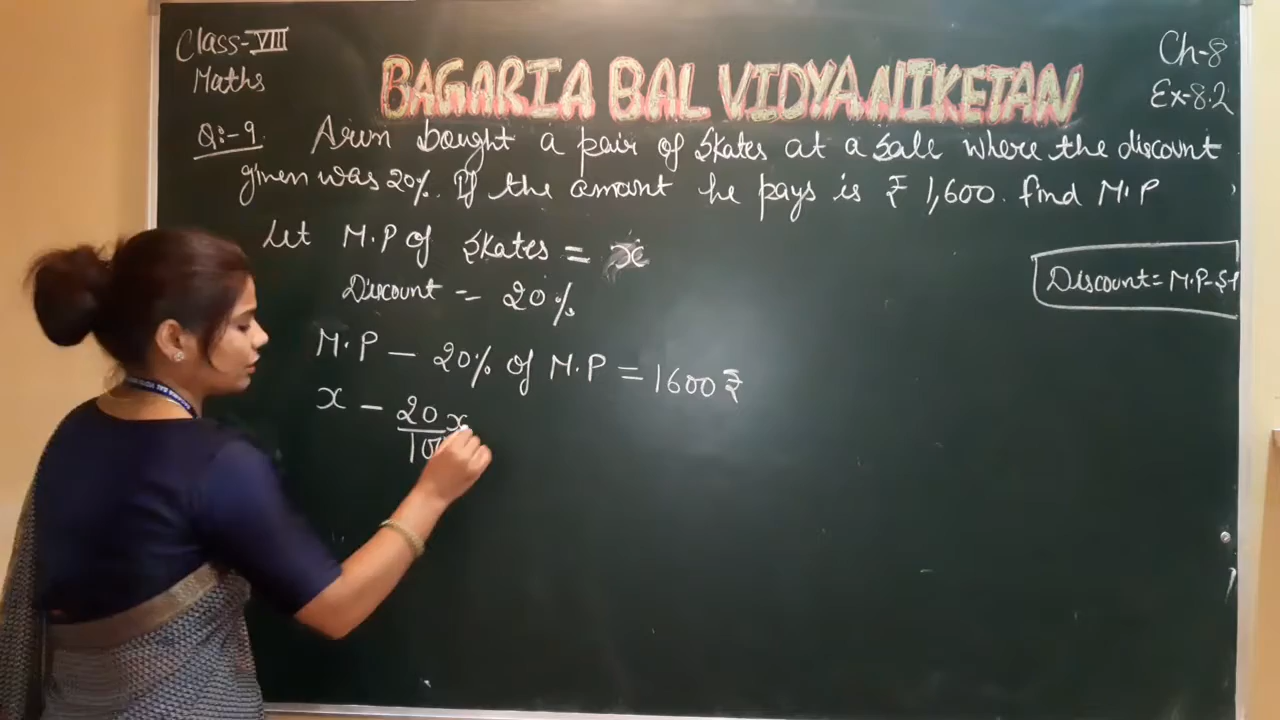 Class-VIII
Maths
BAGARIA BAL VIDYA NIKETAN
Ch-8
Ex-8.2
Q:-9. Arun bought a pair of skates at a sale where the discount
given was 20%. If the amount he pays is ₹ 1,600. find M.P
Let M.P of skates = x
Discount = M.P-S.P
Discount - 20%
M.P - 20% of M.P = 1600 ₹
x - 20/100 x